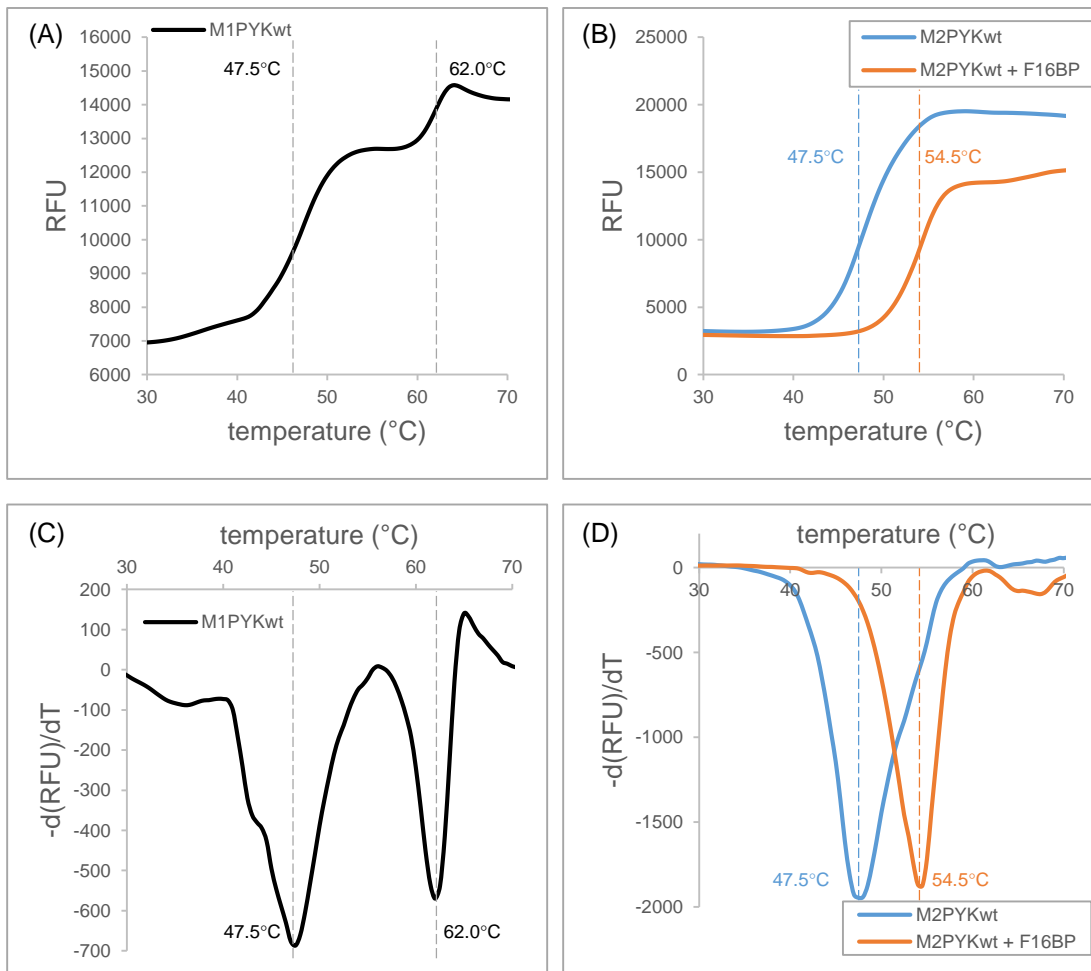 (A)
M1PYKwt
47.5°C
62.0°C
16000
15000
14000
13000
12000
11000
10000
9000
8000
7000
6000
RFU
30
40
50
60
70
temperature (°C)
(B)
M2PYKwt
M2PYKwt + F16BP
47.5°C
54.5°C
25000
20000
15000
10000
5000
0
RFU
30
40
50
60
70
temperature (°C)
(C)
temperature (°C)
30
40
50
60
70
M1PYKwt
200
100
0
-100
-200
-300
-400
-500
-600
-700
-d(RFU)/dT
47.5°C
62.0°C
(D)
temperature (°C)
30
40
50
60
70
0
-500
-1000
-1500
-2000
-d(RFU)/dT
47.5°C
54.5°C
M2PYKwt
M2PYKwt + F16BP